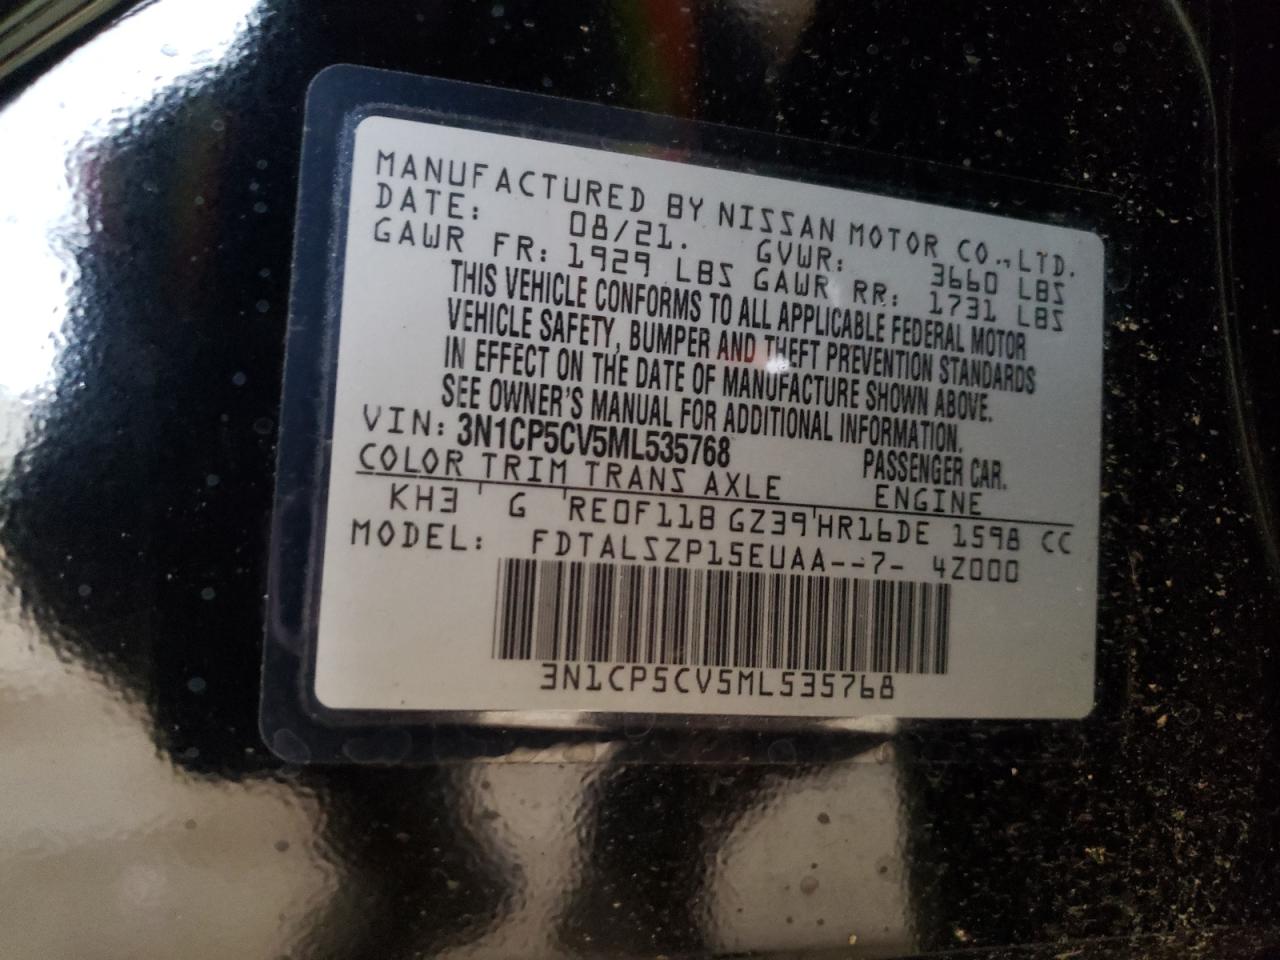 MANUFACTURED BY NISSAN MOTOR CO.,LTD.
DATE: 08/21. GVWR: 3660 LBS
GAWR FR: 1929 LBS GAWR RR: 1731 LBS
THIS VEHICLE CONFORMS TO ALL APPLICABLE FEDERAL MOTOR
VEHICLE SAFETY, BUMPER AND THEFT PREVENTION STANDARDS
IN EFFECT ON THE DATE OF MANUFACTURE SHOWN ABOVE.
SEE OWNER'S MANUAL FOR ADDITIONAL INFORMATION.
VIN: 3N1CP5CV5ML535768 PASSENGER CAR.
COLOR TRIM TRANS AXLE ENGINE
KH3 ' G ' RE0F11B GZ39'HR16DE 1598 CC
MODEL: FDTALSZP15EUAA--7- 4Z000
3N1CP5CV5ML535768